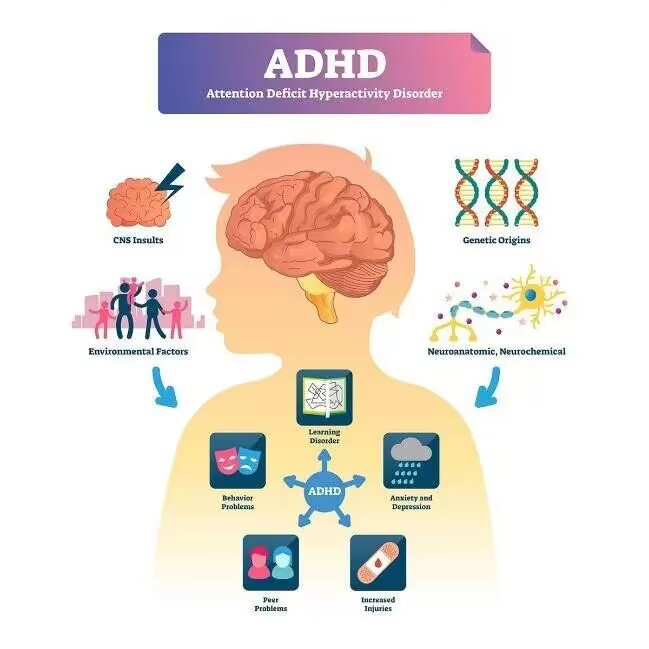 ADHD
Attention Deficit Hyperactivity Disorder
CNS Insults
Genetic Origins
Environmental Factors
Neuroanatomic, Neurochemical
Learning
Disorder
Behavior
Problems
ADHD
Anxiety and
Depression
Peer
Problems
Increased
Injuries